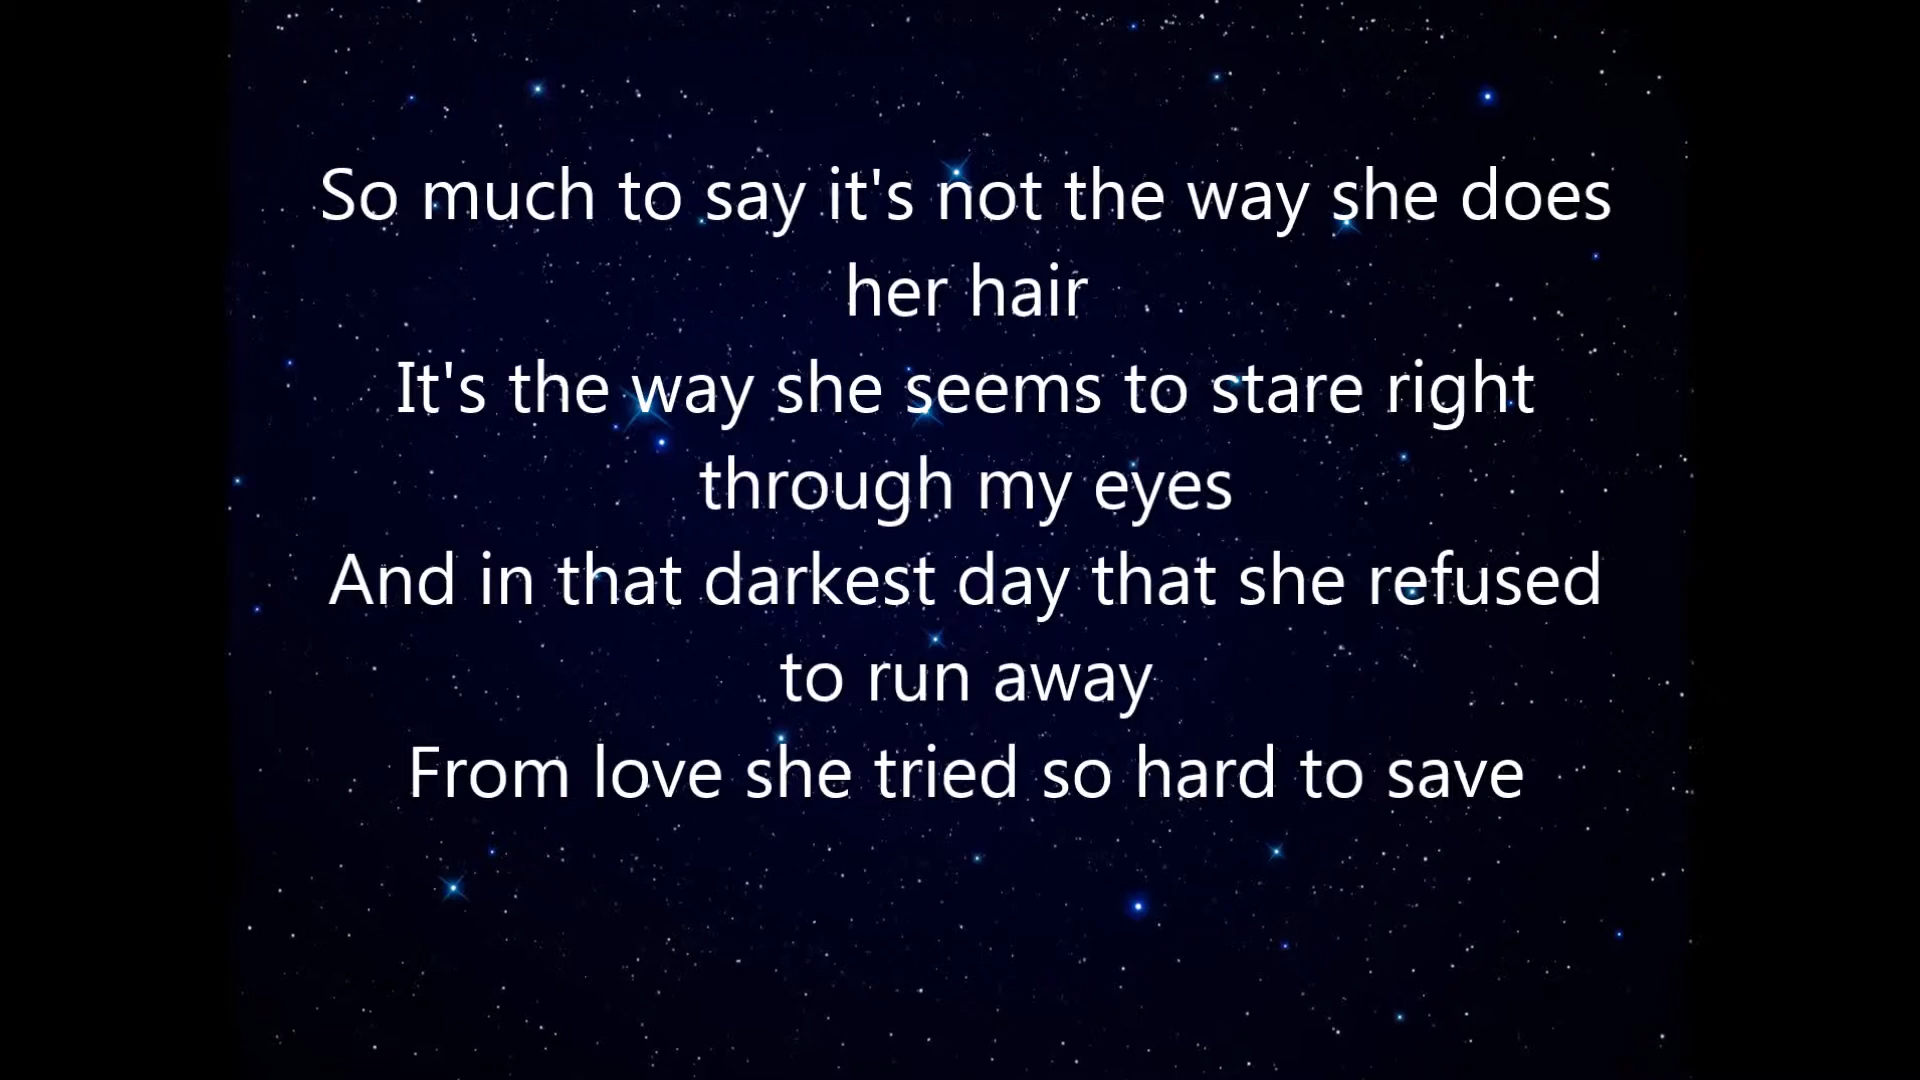 So much to say it's not the way she does
her hair
It's the way she seems to stare right
through my eyes
And in that darkest day that she refused
to run away
From love she tried so hard to save